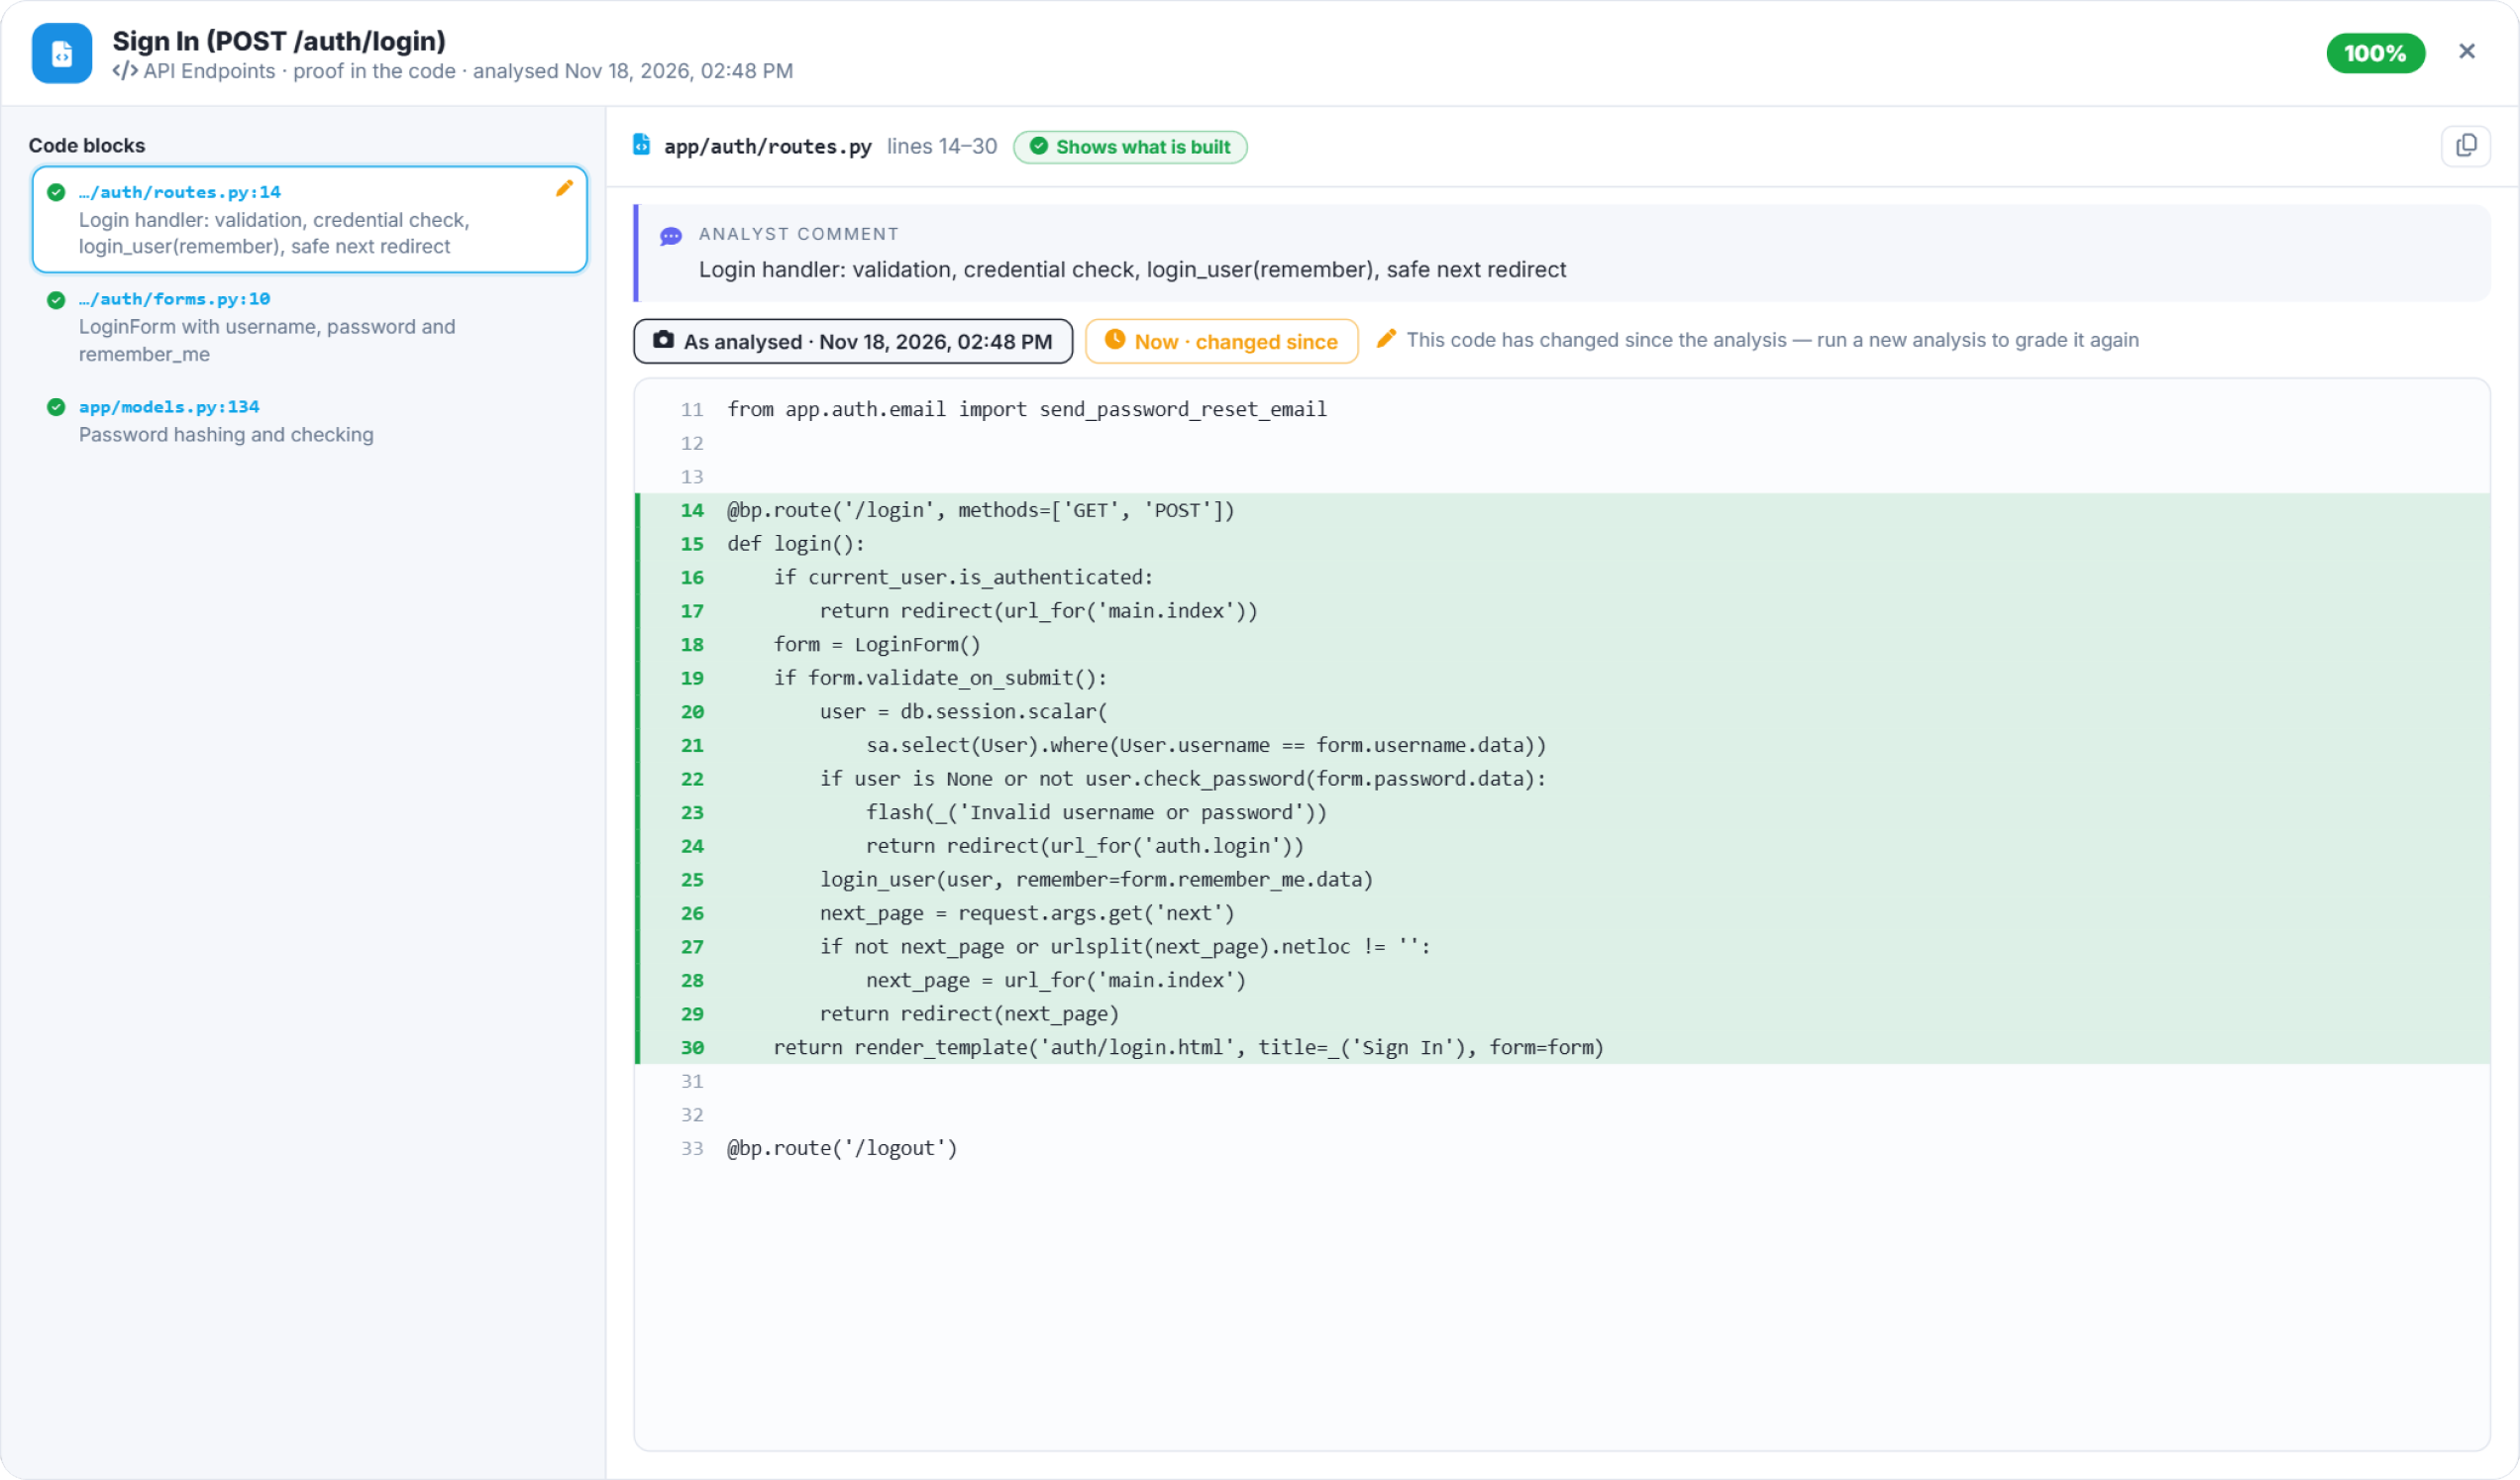 Sign In (POST /auth/login)
</> API Endpoints · proof in the code · analysed Nov 18, 2026, 02:48 PM
100%
Code blocks
…/auth/routes.py:14
Login handler: validation, credential check,
login_user(remember), safe next redirect
…/auth/forms.py:10
LoginForm with username, password and
remember_me
app/models.py:134
Password hashing and checking
app/auth/routes.py lines 14–30 Shows what is built
ANALYST COMMENT
Login handler: validation, credential check, login_user(remember), safe next redirect
As analysed · Nov 18, 2026, 02:48 PM Now · changed since This code has changed since the analysis — run a new analysis to grade it again
11 from app.auth.email import send_password_reset_email
12
13
14 @bp.route('/login', methods=['GET', 'POST'])
15 def login():
16     if current_user.is_authenticated:
17         return redirect(url_for('main.index'))
18     form = LoginForm()
19     if form.validate_on_submit():
20         user = db.session.scalar(
21             sa.select(User).where(User.username == form.username.data))
22         if user is None or not user.check_password(form.password.data):
23             flash(_('Invalid username or password'))
24             return redirect(url_for('auth.login'))
25         login_user(user, remember=form.remember_me.data)
26         next_page = request.args.get('next')
27         if not next_page or urlsplit(next_page).netloc != '':
28             next_page = url_for('main.index')
29         return redirect(next_page)
30     return render_template('auth/login.html', title=_('Sign In'), form=form)
31
32
33 @bp.route('/logout')